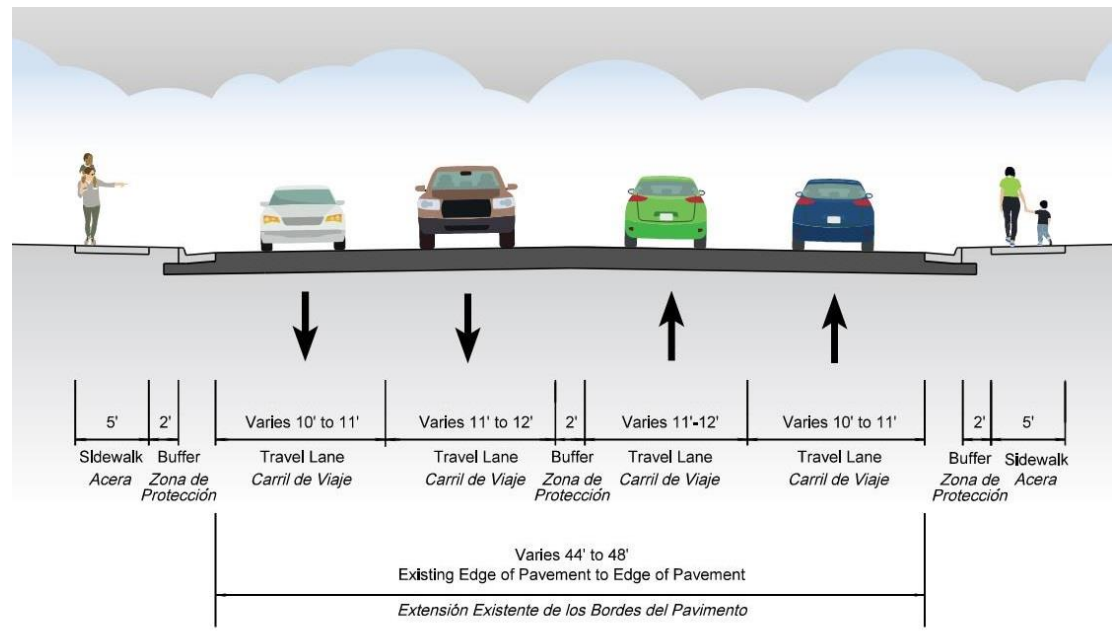 5' 2' Varies 10' to 11' Varies 11' to 12' 2' Varies 11'-12' Varies 10' to 11' 2' 5'
Sidewalk Buffer Travel Lane Travel Lane Buffer Travel Lane Travel Lane Buffer Sidewalk
Acera Zona de Carril de Viaje Carril de Viaje Zona de Carril de Viaje Carril de Viaje Zona de Acera
Protección Protección Protección
Varies 44' to 48'
Existing Edge of Pavement to Edge of Pavement
Extensión Existente de los Bordes del Pavimento